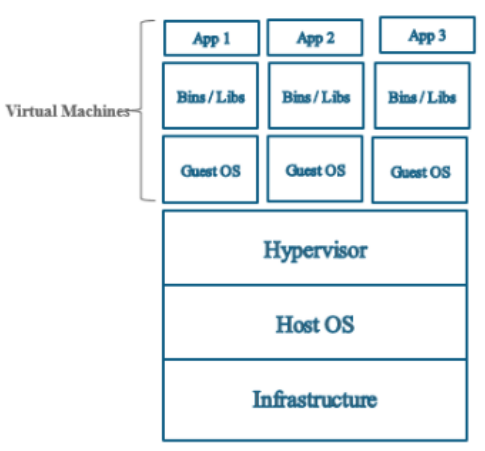 App 1
App 2
App 3
Bins / Libs
Bins / Libs
Bins / Libs
Virtual Machines
Guest OS
Guest OS
Guest OS
Hypervisor
Host OS
Infrastructure